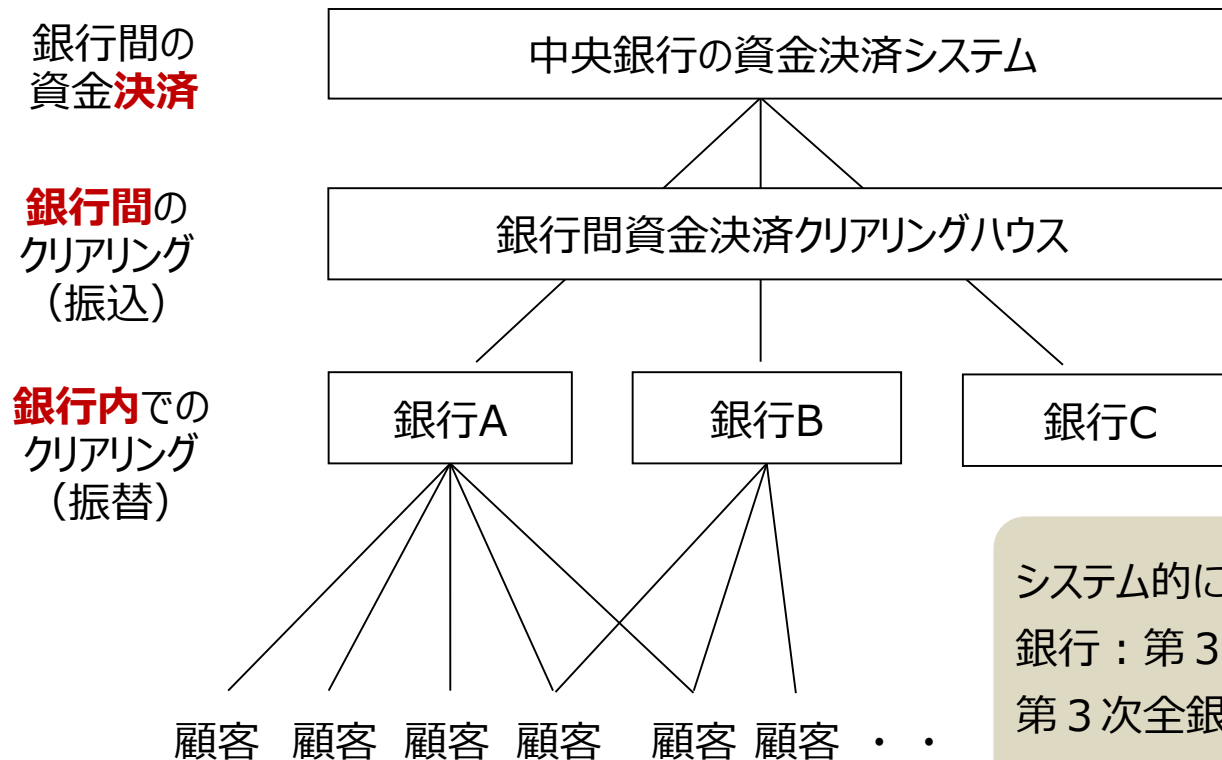 銀行間の
資金決済
中央銀行の資金決済システム
銀行間の
クリアリング
（振込）
銀行間資金決済クリアリングハウス
銀行内での
クリアリング
（振替）
銀行A
銀行B
銀行C
システム的に
銀行：第３
第３次全銀
顧客 顧客 顧客 顧客 顧客 顧客 ・ ・